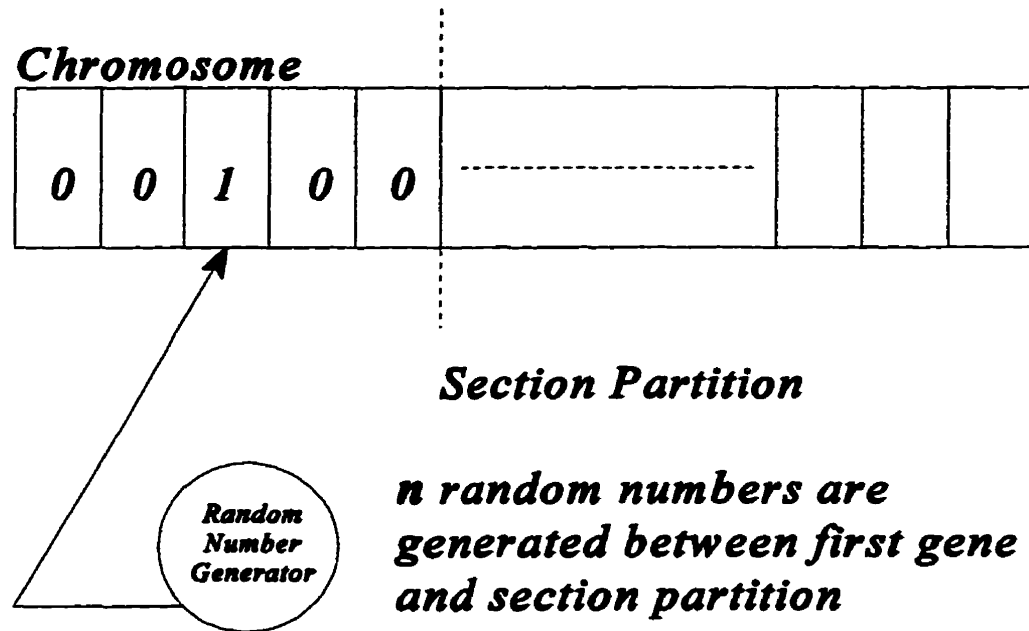 Chromosome
0 0 1 0 0
Section Partition
Random
Number
Generator
n random numbers are
generated between first gene
and section partition